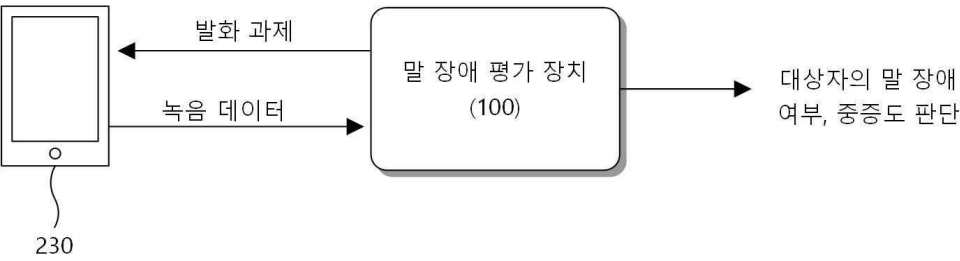 발화 과제
녹음 데이터
말 장애 평가 장치
(100)
대상자의 말 장애
여부, 중증도 판단
230